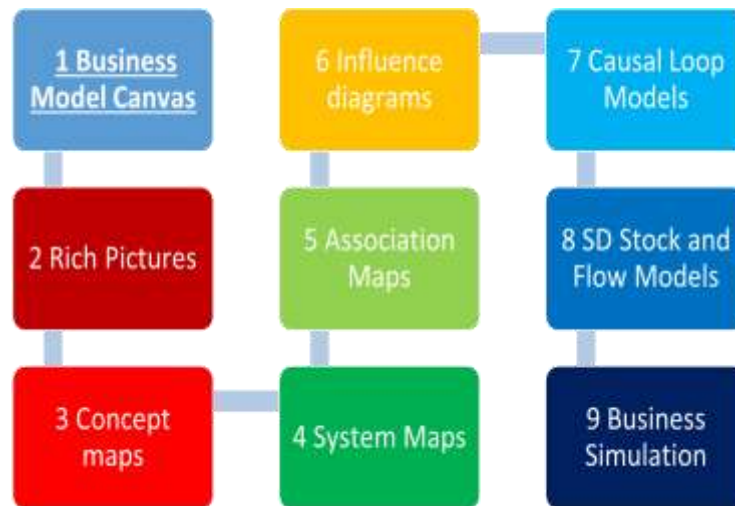 1 Business
Model Canvas
2 Rich Pictures
3 Concept
maps
4 System Maps
5 Association
Maps
6 Influence
diagrams
7 Causal Loop
Models
8 SD Stock and
Flow Models
9 Business
Simulation